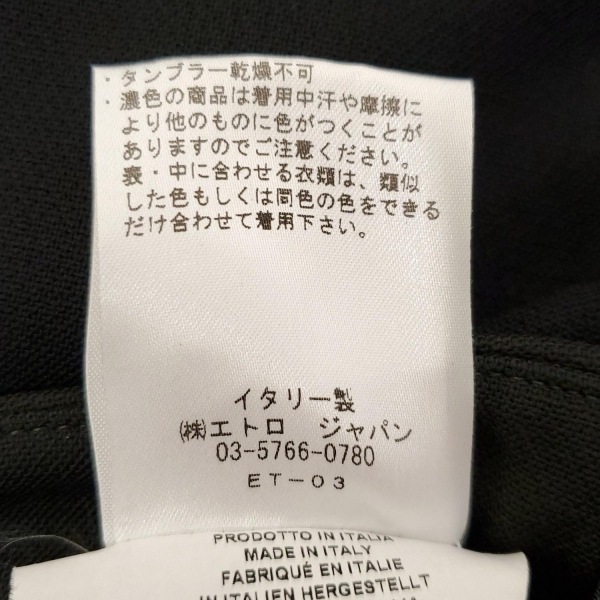 ・タンブラー乾燥不可
・濃色の商品は着用中汗や摩擦に
より他のものに色がつくことが
ありますのでご注意ください。
表・中に合わせる衣類は、類似
した色もしくは同色の色をできる
だけ合わせて着用下さい。
イタリー製
㈱エトロ ジャパン
03-5766-0780
ET-03
PRODOTTO IN ITALIA
MADE IN ITALY
FABRIQUÉ EN ITALIE
IN ITALIEN HERGESTELLT